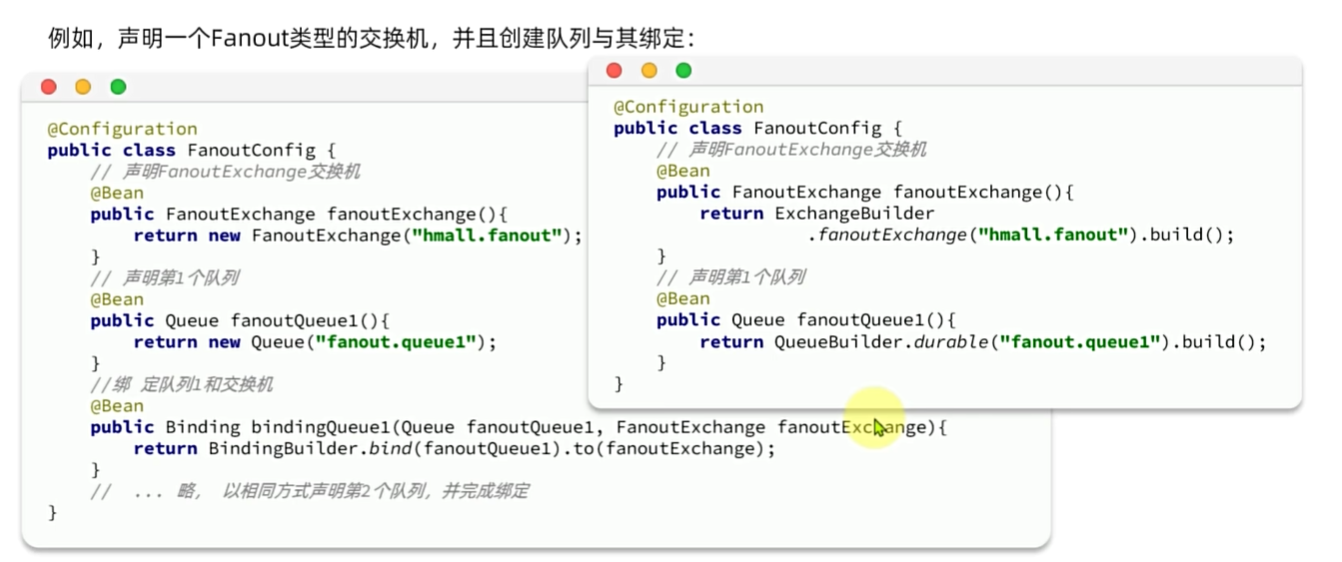 例如，声明一个Fanout类型的交换机，并且创建队列与其绑定：
@Configuration
public class FanoutConfig {
// 声明FanoutExchange交换机
@Bean
public FanoutExchange fanoutExchange(){
return new FanoutExchange("hmall.fanout");
}
// 声明第1个队列
@Bean
public Queue fanoutQueue1(){
return new Queue("fanout.queue1");
}
//绑 定队列1和交换机
@Bean
public Binding bindingQueue1(Queue fanoutQueue1, FanoutExchange fanoutExchange){
return BindingBuilder.bind(fanoutQueue1).to(fanoutExchange);
}
// ... 略， 以相同方式声明第2个队列，并完成绑定
}
@Configuration
public class FanoutConfig {
// 声明FanoutExchange交换机
@Bean
public FanoutExchange fanoutExchange(){
return ExchangeBuilder
.fanoutExchange("hmall.fanout").build();
}
// 声明第1个队列
@Bean
public Queue fanoutQueue1(){
return QueueBuilder.durable("fanout.queue1").build();
}
}